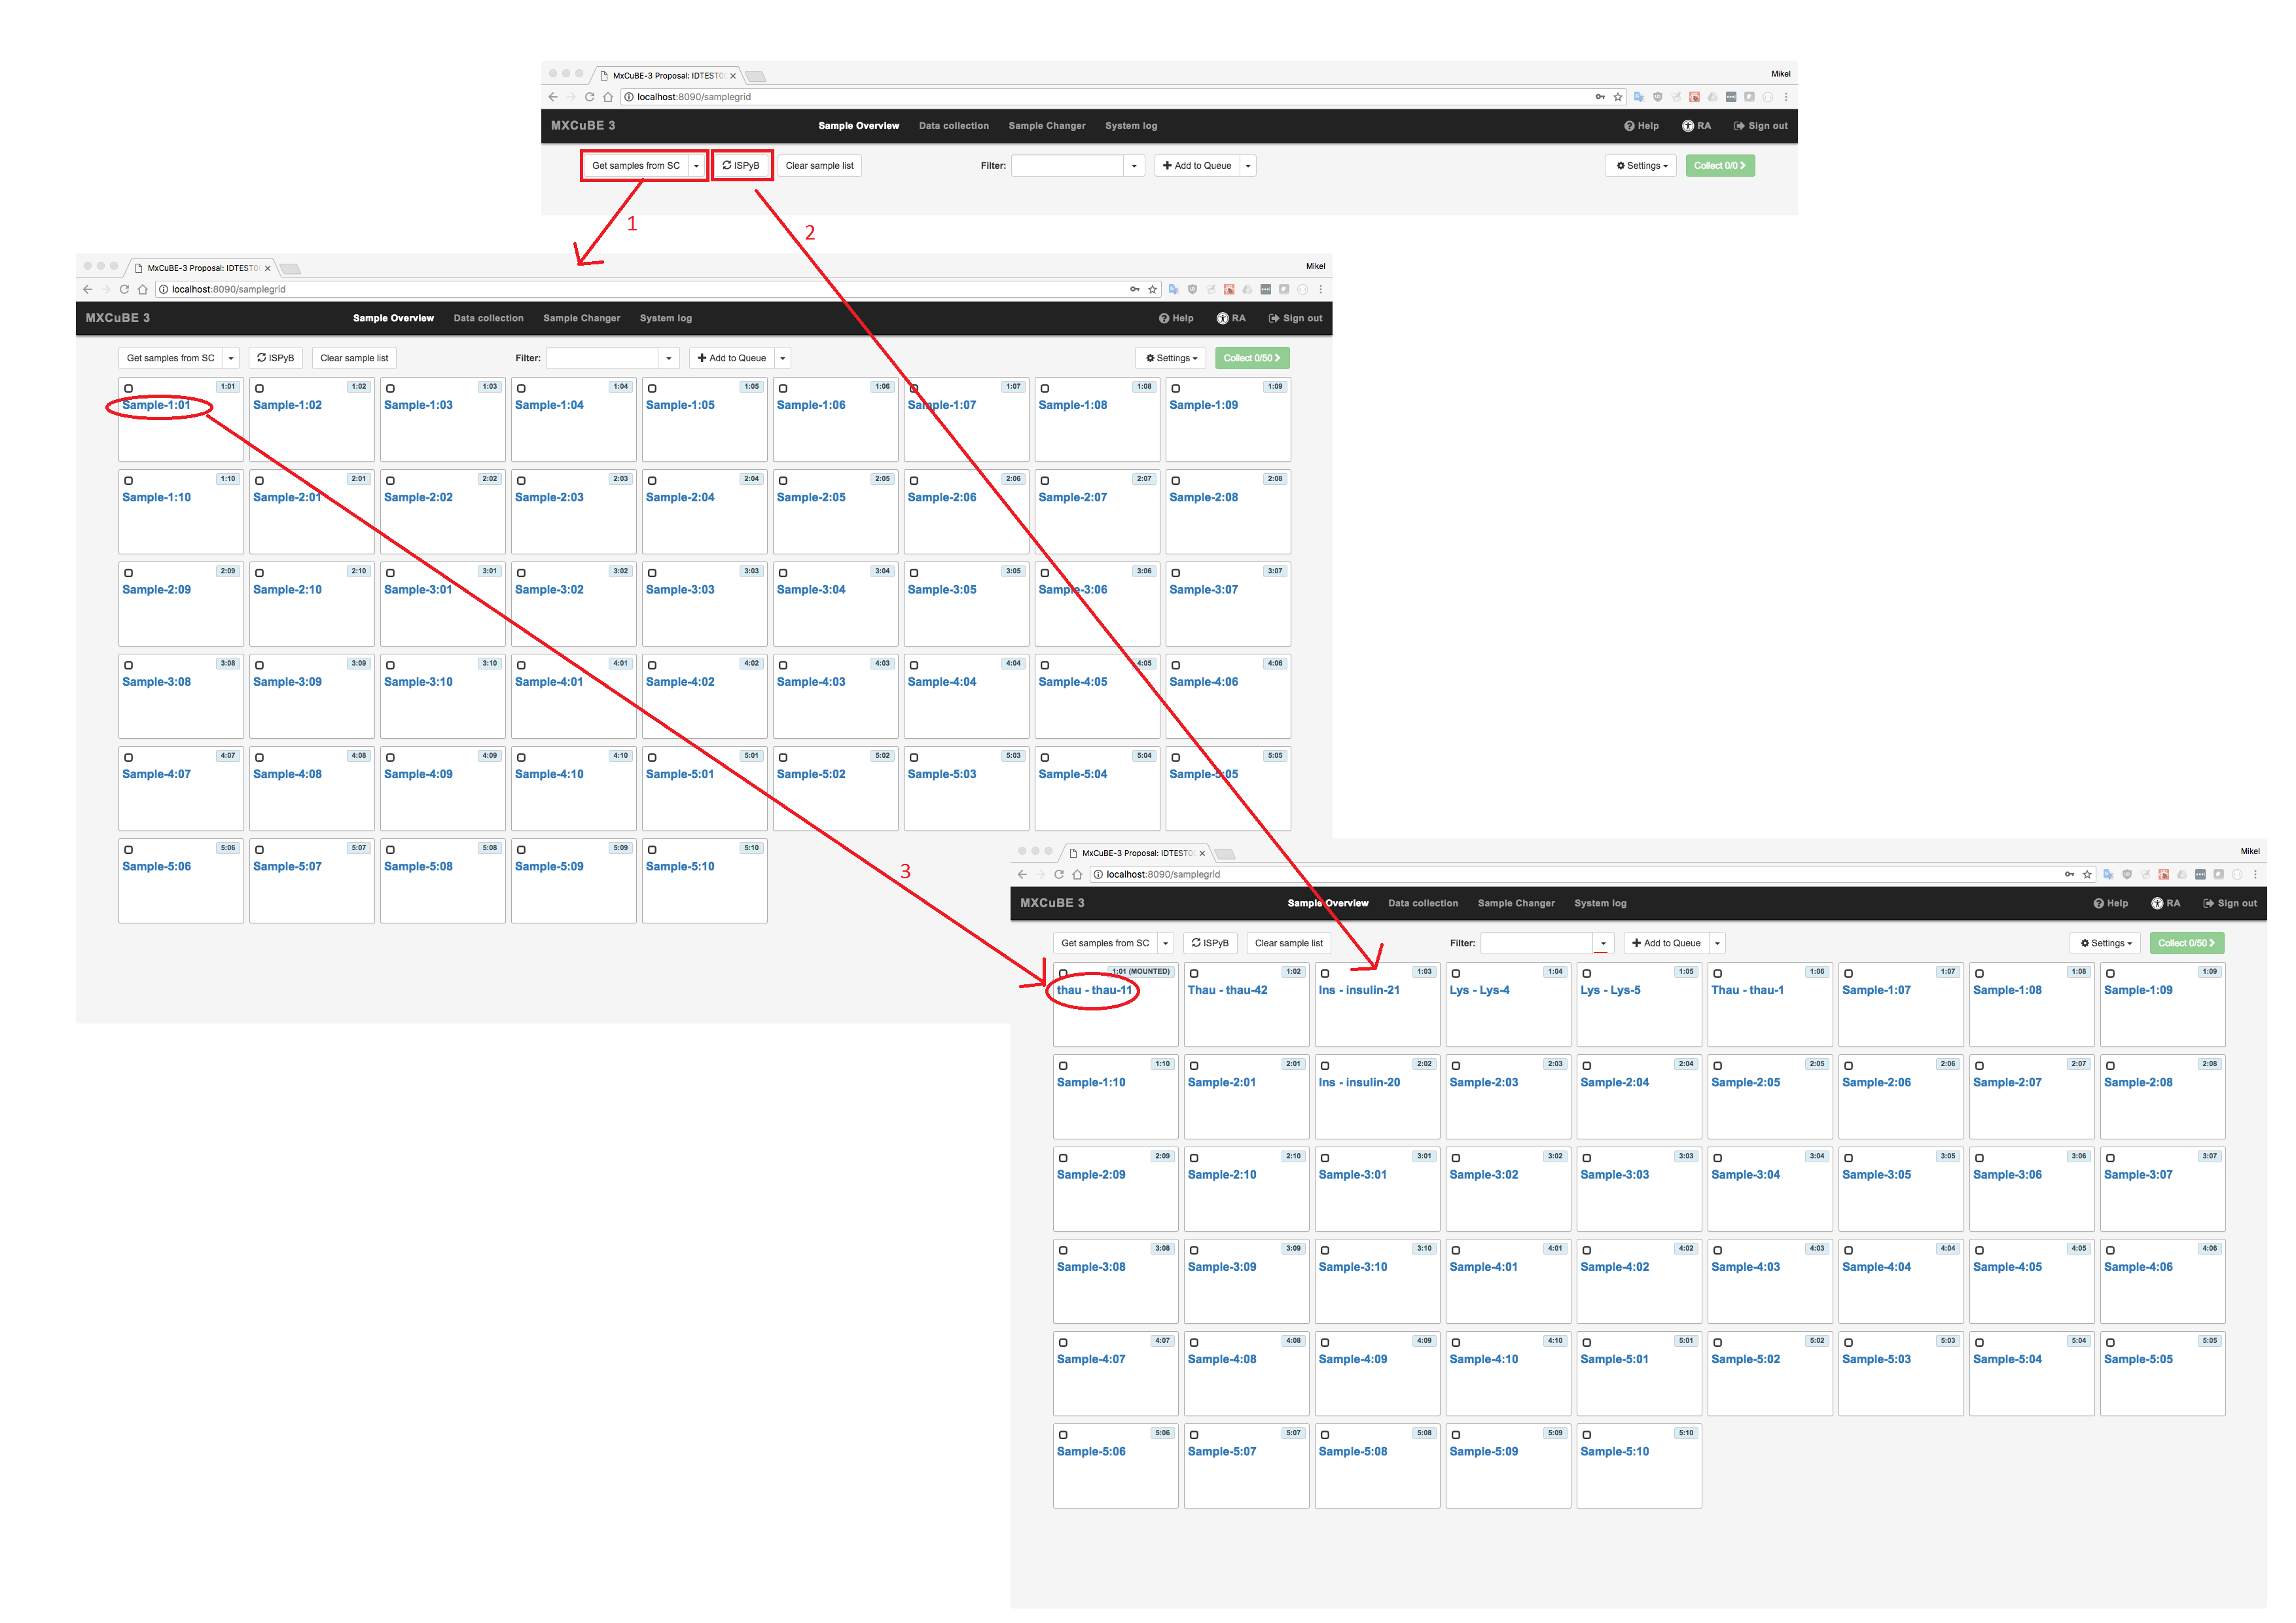 MxCuBE-3 Proposal: IDTEST0
Mikel
localhost:8090/samplegrid
MXCuBE 3 Sample Overview Data collection Sample Changer System log Help RA Sign out
Get samples from SC ISPyB Clear sample list Filter: Add to Queue Settings Collect 0/0
1
2
MxCuBE-3 Proposal: IDTEST0
Mikel
localhost:8090/samplegrid
MXCuBE 3 Sample Overview Data collection Sample Changer System log Help RA Sign out
Get samples from SC ISPyB Clear sample list Filter: Add to Queue Settings Collect 0/50
1:01 1:02 1:03 1:04 1:05 1:06 1:07 1:08 1:09
Sample-1:01 Sample-1:02 Sample-1:03 Sample-1:04 Sample-1:05 Sample-1:06 Sample-1:07 Sample-1:08 Sample-1:09
1:10 2:01 2:02 2:03 2:04 2:05 2:06 2:07 2:08
Sample-1:10 Sample-2:01 Sample-2:02 Sample-2:03 Sample-2:04 Sample-2:05 Sample-2:06 Sample-2:07 Sample-2:08
2:09 2:10 3:01 3:02 3:03 3:04 3:05 3:06 3:07
Sample-2:09 Sample-2:10 Sample-3:01 Sample-3:02 Sample-3:03 Sample-3:04 Sample-3:05 Sample-3:06 Sample-3:07
3:08 3:09 3:10 4:01 4:02 4:03 4:04 4:05 4:06
Sample-3:08 Sample-3:09 Sample-3:10 Sample-4:01 Sample-4:02 Sample-4:03 Sample-4:04 Sample-4:05 Sample-4:06
4:07 4:08 4:09 4:10 5:01 5:02 5:03 5:04 5:05
Sample-4:07 Sample-4:08 Sample-4:09 Sample-4:10 Sample-5:01 Sample-5:02 Sample-5:03 Sample-5:04 Sample-5:05
5:06 5:07 5:08 5:09 5:10
Sample-5:06 Sample-5:07 Sample-5:08 Sample-5:09 Sample-5:10
3
MxCuBE-3 Proposal: IDTEST0
Mikel
localhost:8090/samplegrid
MXCuBE 3 Sample Overview Data collection Sample Changer System log Help RA Sign out
Get samples from SC ISPyB Clear sample list Filter: Add to Queue Settings Collect 0/50
1:01 (MOUNTED) 1:02 1:03 1:04 1:05 1:06 1:07 1:08 1:09
thau - thau-11 Thau - thau-42 Ins - insulin-21 Lys - Lys-4 Lys - Lys-5 Thau - thau-1 Sample-1:07 Sample-1:08 Sample-1:09
1:10 2:01 2:02 2:03 2:04 2:05 2:06 2:07 2:08
Sample-1:10 Sample-2:01 Ins - insulin-20 Sample-2:03 Sample-2:04 Sample-2:05 Sample-2:06 Sample-2:07 Sample-2:08
2:09 2:10 3:01 3:02 3:03 3:04 3:05 3:06 3:07
Sample-2:09 Sample-2:10 Sample-3:01 Sample-3:02 Sample-3:03 Sample-3:04 Sample-3:05 Sample-3:06 Sample-3:07
3:08 3:09 3:10 4:01 4:02 4:03 4:04 4:05 4:06
Sample-3:08 Sample-3:09 Sample-3:10 Sample-4:01 Sample-4:02 Sample-4:03 Sample-4:04 Sample-4:05 Sample-4:06
4:07 4:08 4:09 4:10 5:01 5:02 5:03 5:04 5:05
Sample-4:07 Sample-4:08 Sample-4:09 Sample-4:10 Sample-5:01 Sample-5:02 Sample-5:03 Sample-5:04 Sample-5:05
5:06 5:07 5:08 5:09 5:10
Sample-5:06 Sample-5:07 Sample-5:08 Sample-5:09 Sample-5:10